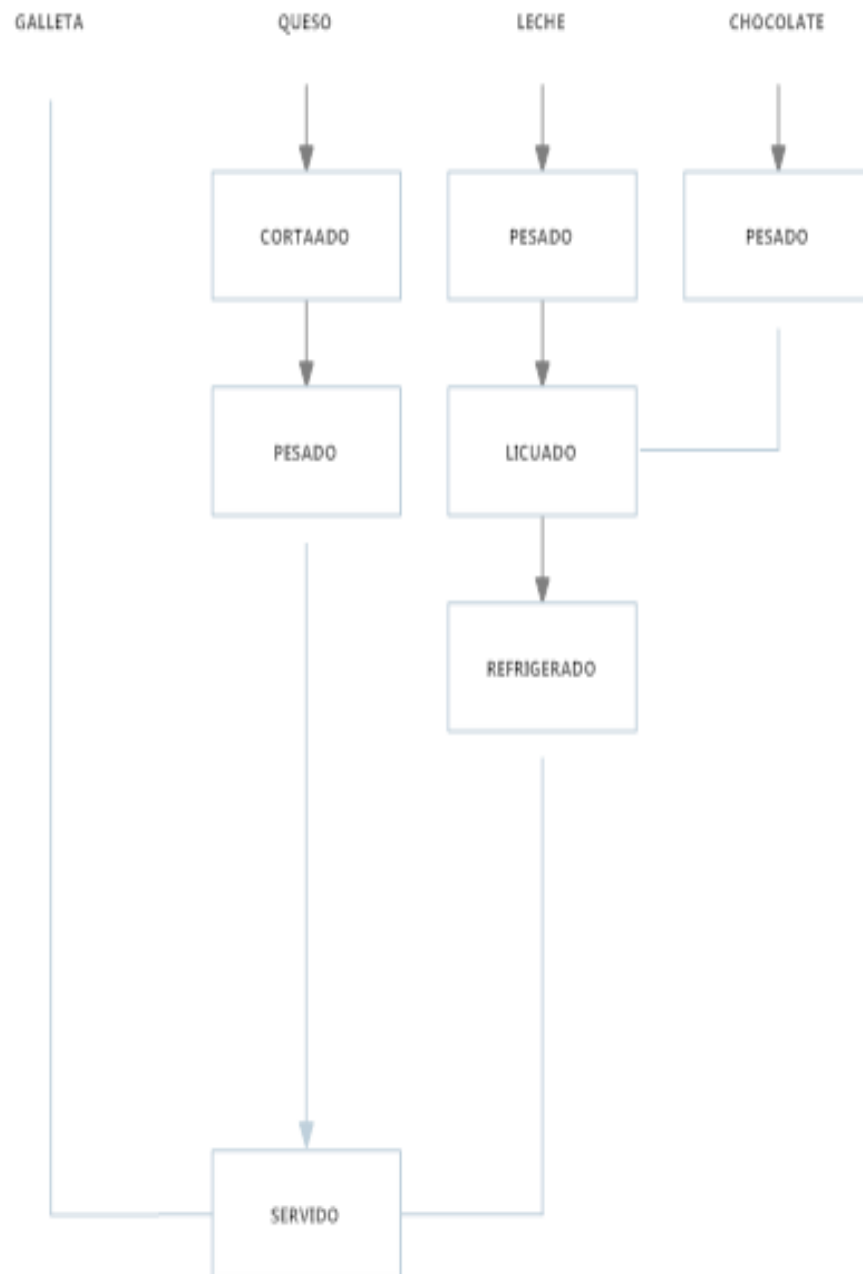 GALLETA
QUESO
LECHE
CHOCOLATE
CORTAADO
PESADO
PESADO
PESADO
LICUADO
REFRIGERADO
SERVIDO